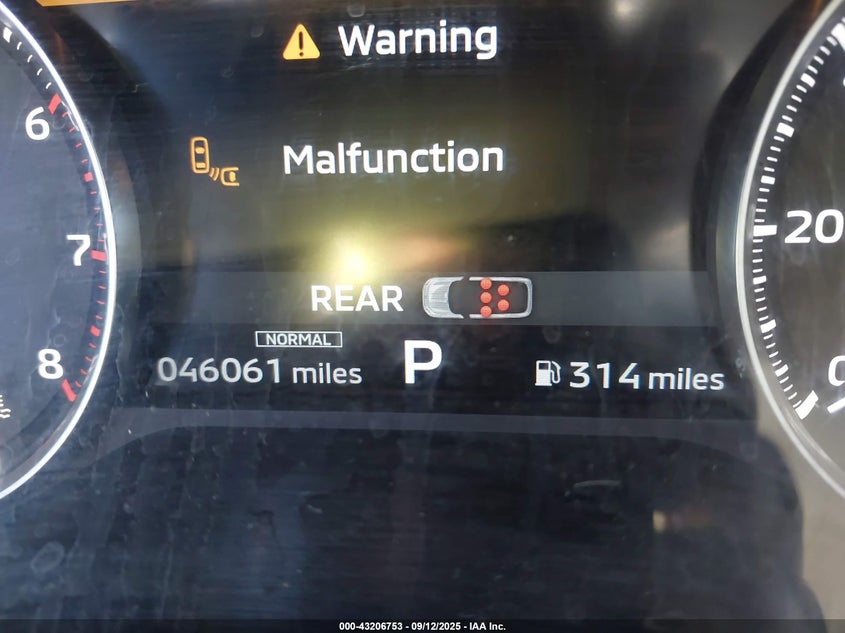 Warning
Malfunction
6
7
8
REAR
NORMAL
046061 miles
P
314 miles
20
0
000-43206753 - 09/12/2025 - IAA Inc.